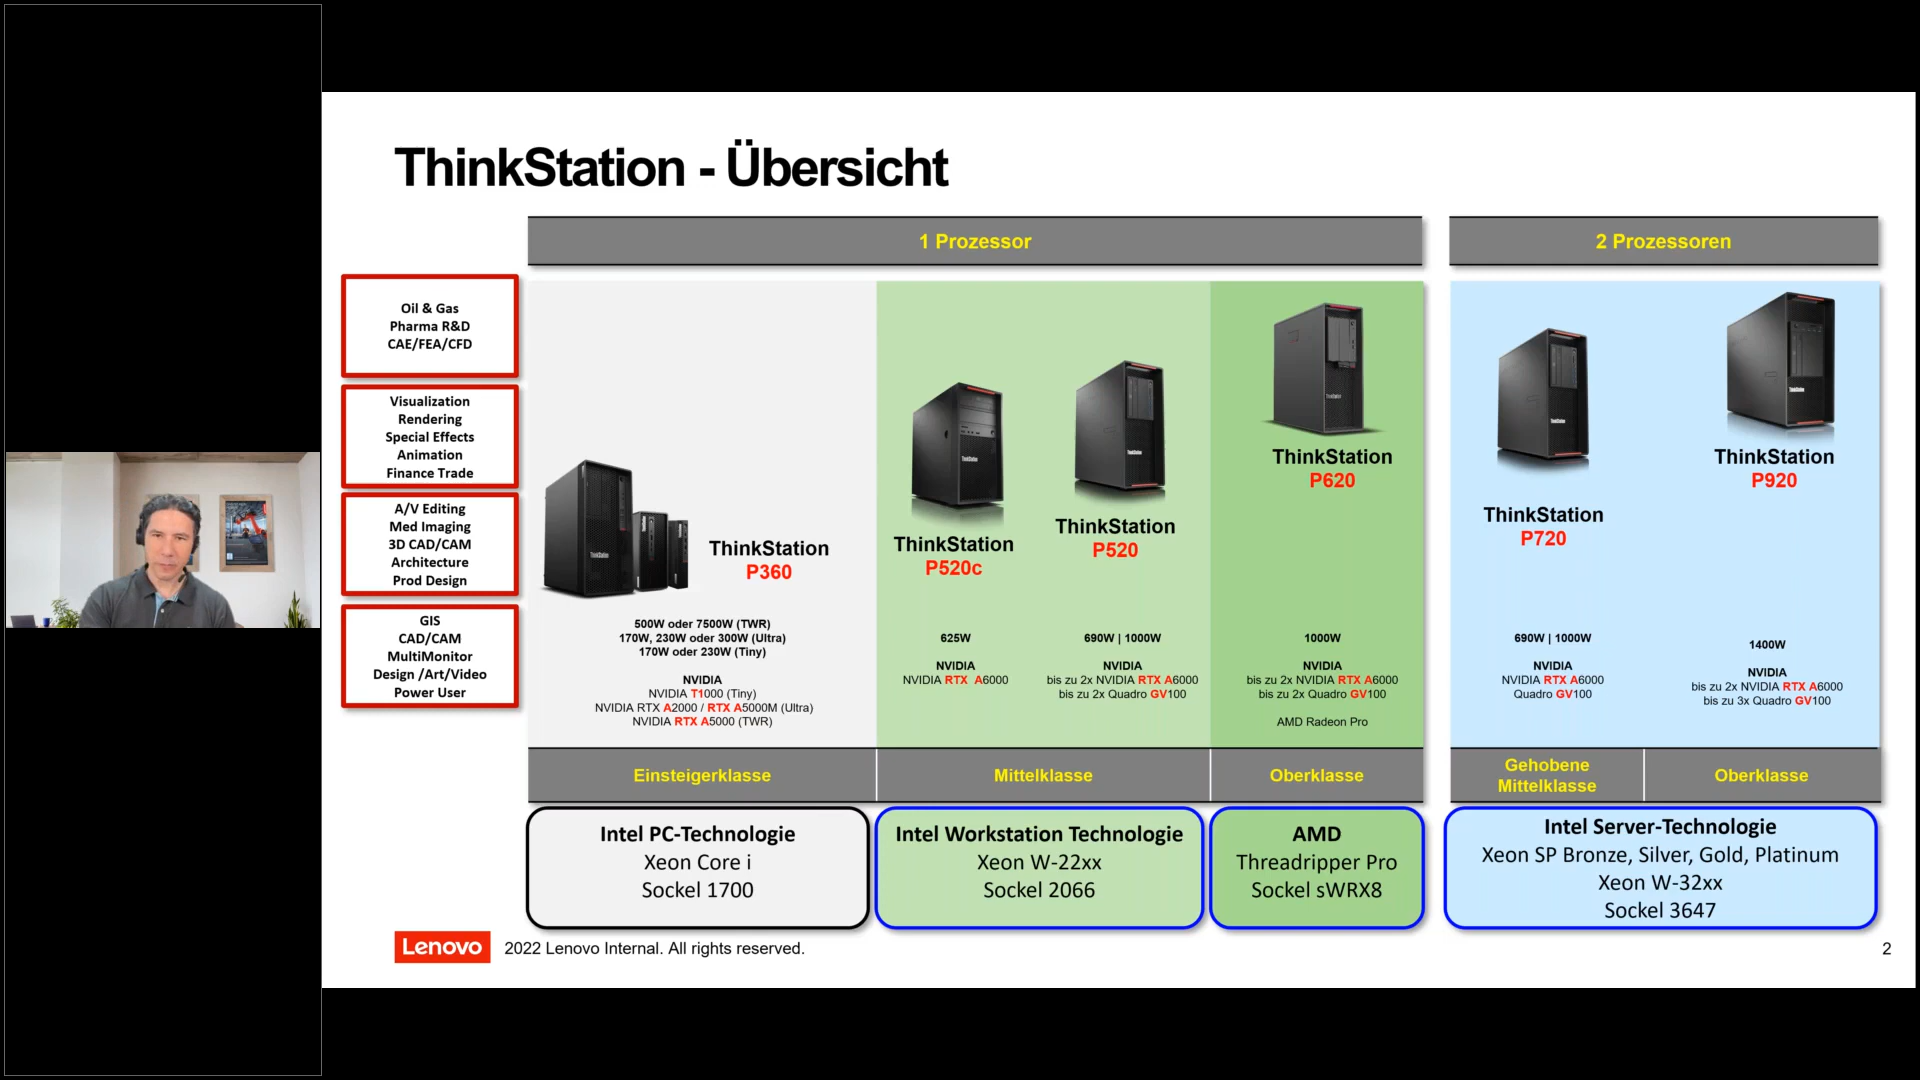 ThinkStation - Übersicht
1 Prozessor
2 Prozessoren
Oil & Gas
Pharma R&D
CAE/FEA/CFD
Visualization
Rendering
Special Effects
Animation
Finance Trade
A/V Editing
Med Imaging
3D CAD/CAM
Architecture
Prod Design
GIS
CAD/CAM
MultiMonitor
Design /Art/Video
Power User
ThinkStation
P360
500W oder 7500W (TWR)
170W, 230W oder 300W (Ultra)
170W oder 230W (Tiny)
NVIDIA
NVIDIA T1000 (Tiny)
NVIDIA RTX A2000 / RTX A5000M (Ultra)
NVIDIA RTX A5000 (TWR)
ThinkStation
P520c
625W
NVIDIA
NVIDIA RTX A6000
ThinkStation
P520
690W | 1000W
NVIDIA
bis zu 2x NVIDIA RTX A6000
bis zu 2x Quadro GV100
ThinkStation
P620
1000W
NVIDIA
bis zu 2x NVIDIA RTX A6000
bis zu 2x Quadro GV100
AMD Radeon Pro
ThinkStation
P720
690W | 1000W
NVIDIA
NVIDIA RTX A6000
Quadro GV100
ThinkStation
P920
1400W
NVIDIA
bis zu 2x NVIDIA RTX A6000
bis zu 3x Quadro GV100
Einsteigerklasse
Mittelklasse
Oberklasse
Gehobene
Mittelklasse
Oberklasse
Intel PC-Technologie
Xeon Core i
Sockel 1700
Intel Workstation Technologie
Xeon W-22xx
Sockel 2066
AMD
Threadripper Pro
Sockel sWRX8
Intel Server-Technologie
Xeon SP Bronze, Silver, Gold, Platinum
Xeon W-32xx
Sockel 3647
Lenovo
2022 Lenovo Internal. All rights reserved.
2